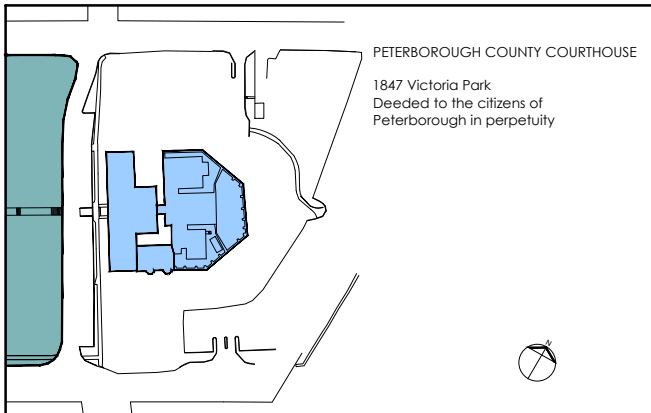 PETERBOROUGH COUNTY COURTHOUSE
1847 Victoria Park
Deeded to the citizens of
Peterborough in perpetuity
N